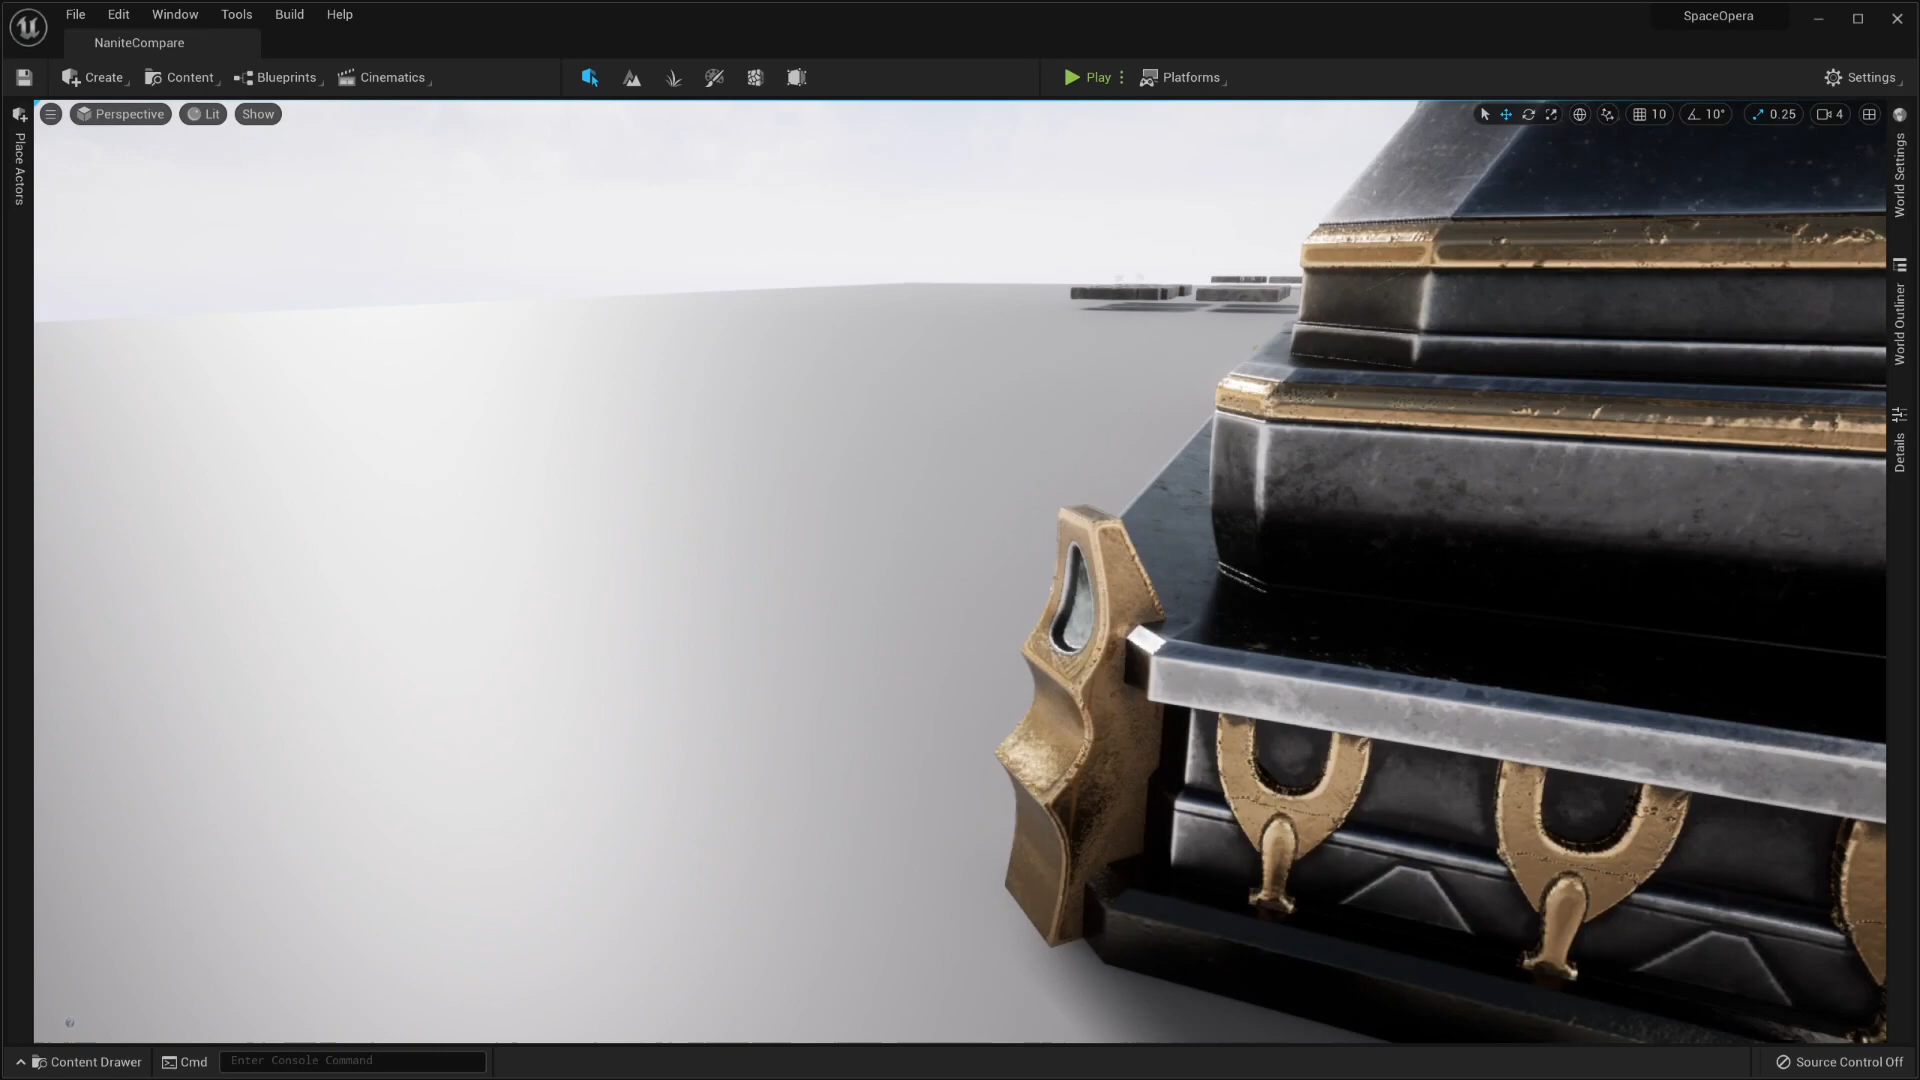 File Edit Window Tools Build Help
SpaceOpera
NaniteCompare
Create Content Blueprints Cinematics Play Platforms Settings
Perspective Lit Show 10 10° 0.25 4
Place Actors
World Settings
World Outliner
Details
Content Drawer Cmd Enter Console Command Source Control Off